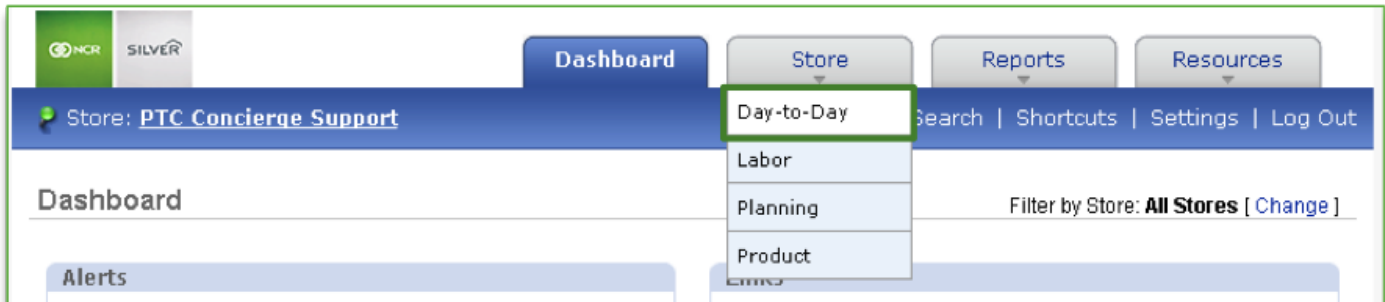 NCR SILVER
Dashboard Store Reports Resources
Store: PTC Concierge Support
Day-to-Day
Search | Shortcuts | Settings | Log Out
Labor
Dashboard
Planning
Filter by Store: All Stores [ Change ]
Product
Alerts
Links